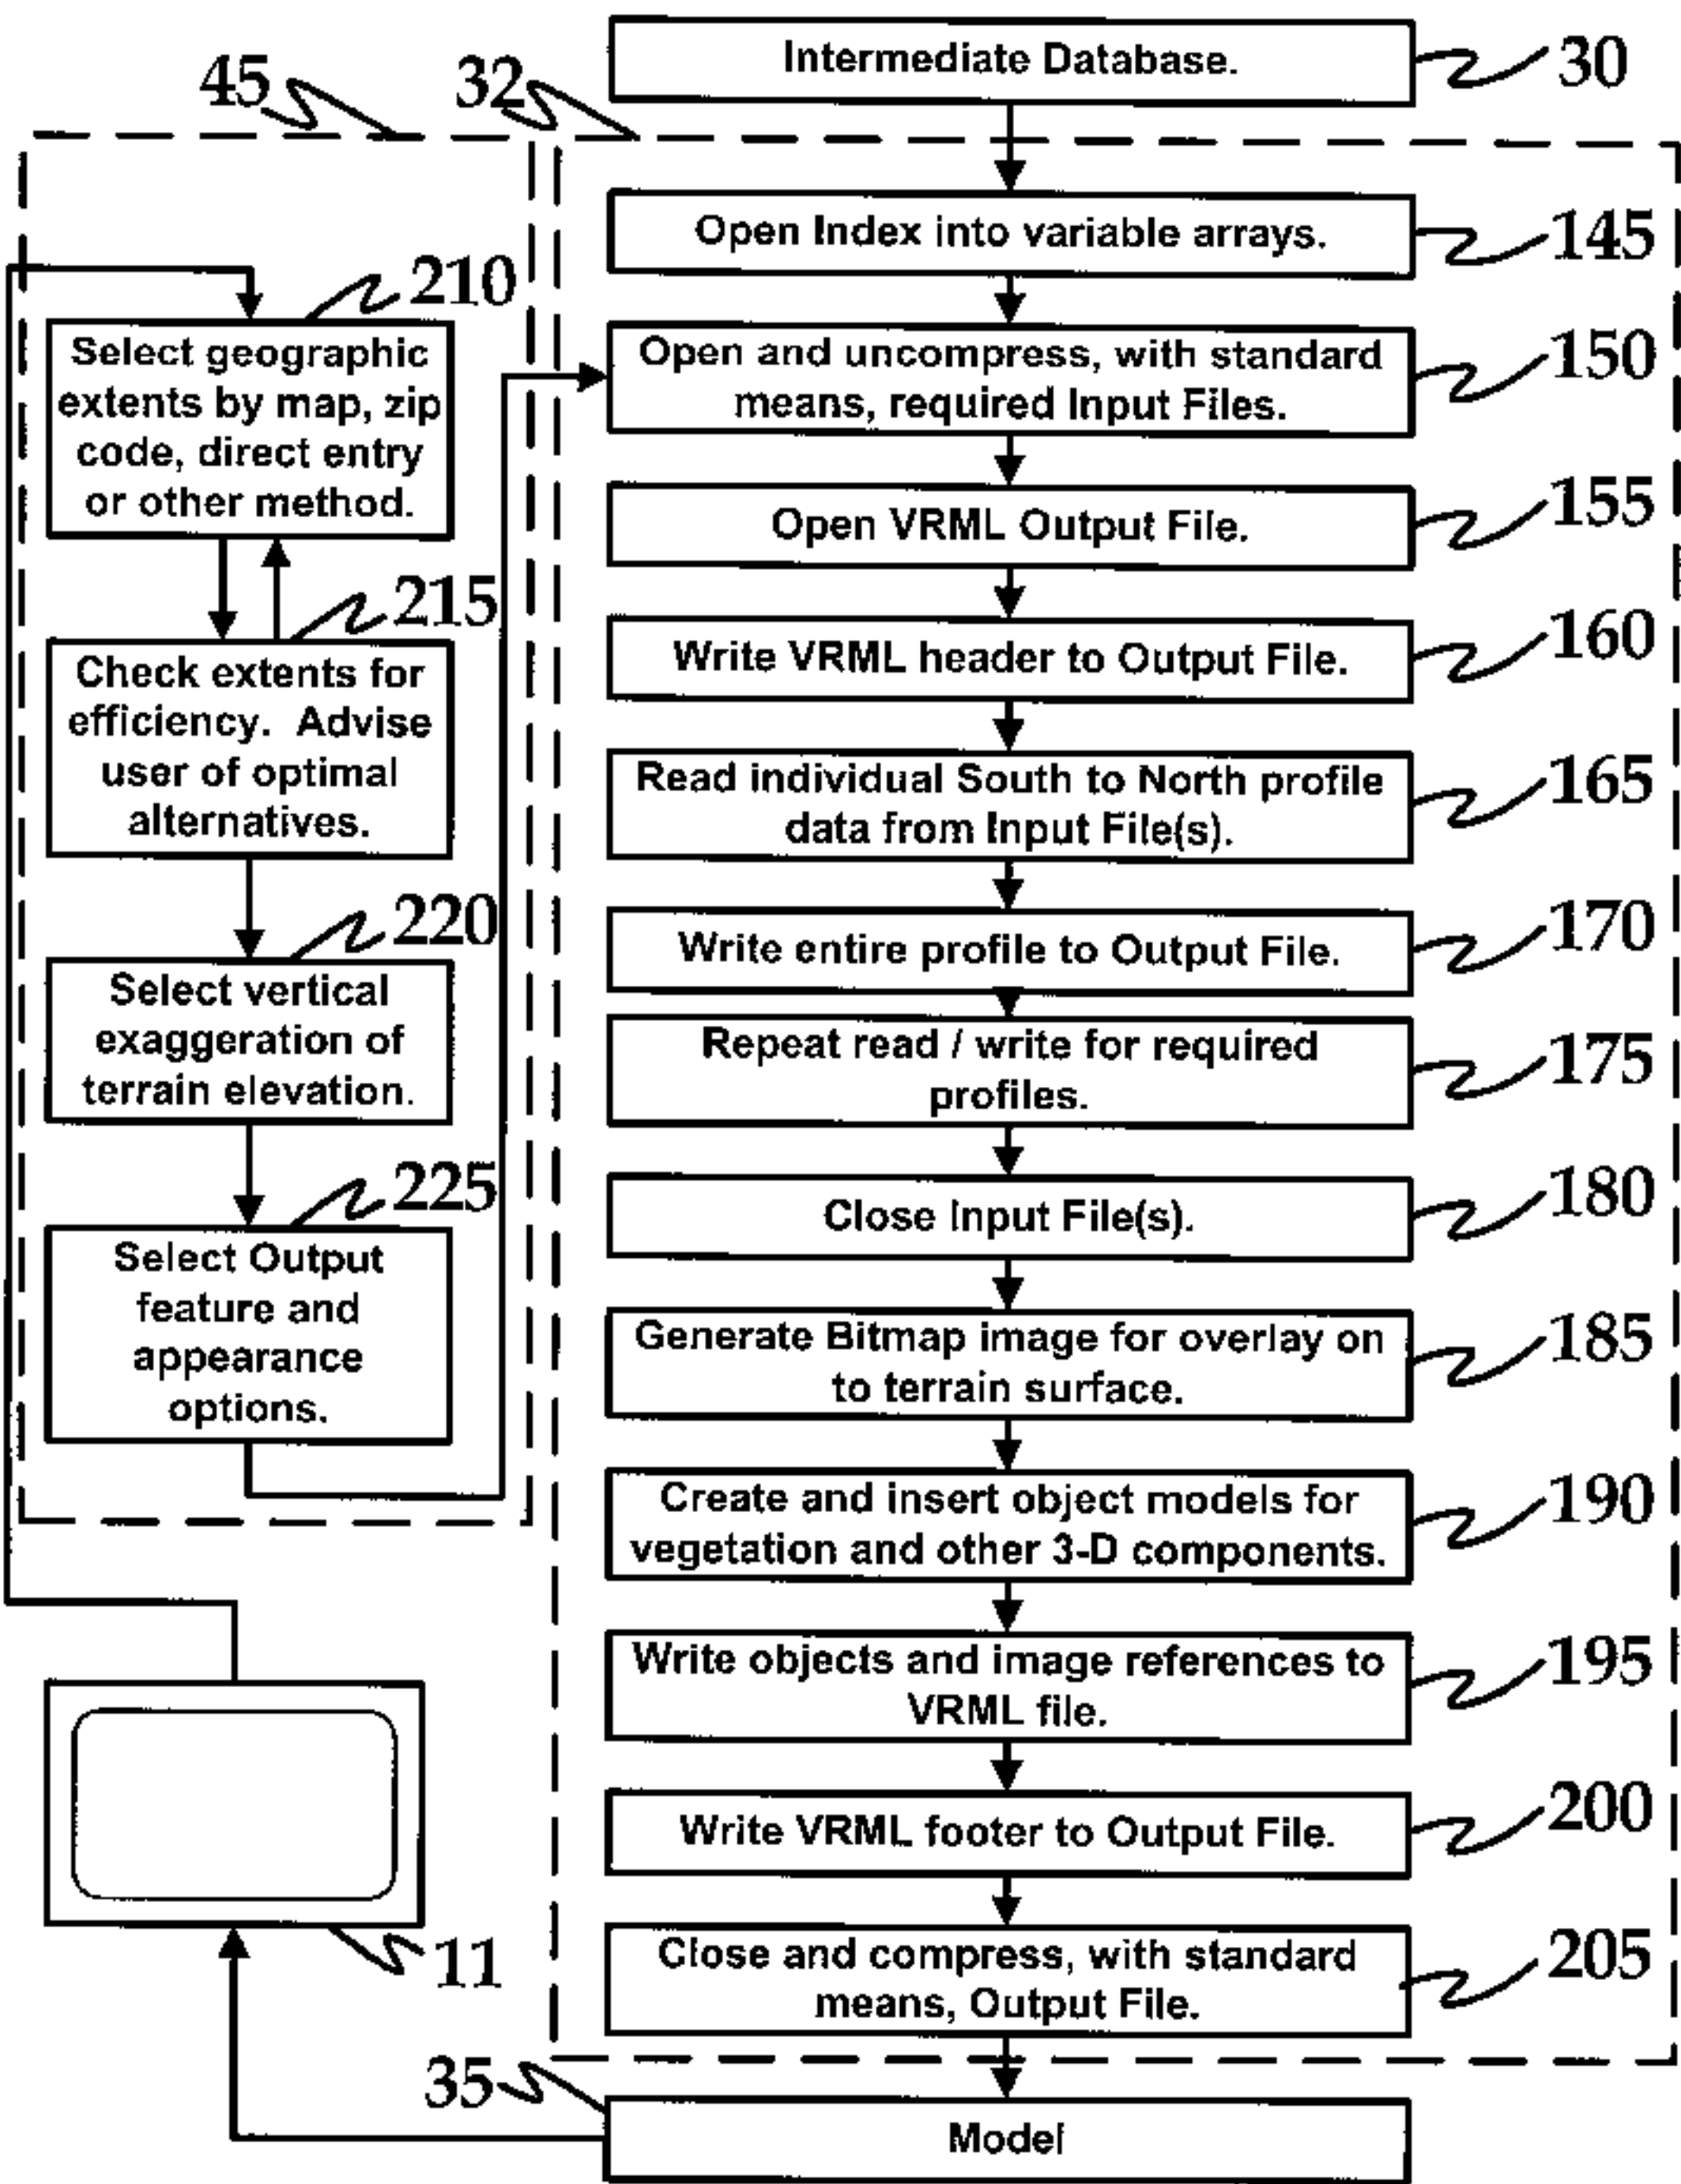 45
32
Intermediate Database.
30
Open Index into variable arrays.
145
210
Select geographic
extents by map, zip
code, direct entry
or other method.
Open and uncompress, with standard
means, required Input Files.
150
Open VRML Output File.
155
215
Check extents for
efficiency. Advise
user of optimal
alternatives.
Write VRML header to Output File.
160
Read individual South to North profile
data from Input File(s).
165
220
Select vertical
exaggeration of
terrain elevation.
Write entire profile to Output File.
170
Repeat read / write for required
profiles.
175
225
Select Output
feature and
appearance
options.
Close Input File(s).
180
Generate Bitmap image for overlay on
to terrain surface.
185
Create and insert object models for
vegetation and other 3-D components.
190
Write objects and image references to
VRML file.
195
Write VRML footer to Output File.
200
11
Close and compress, with standard
means, Output File.
205
35
Model